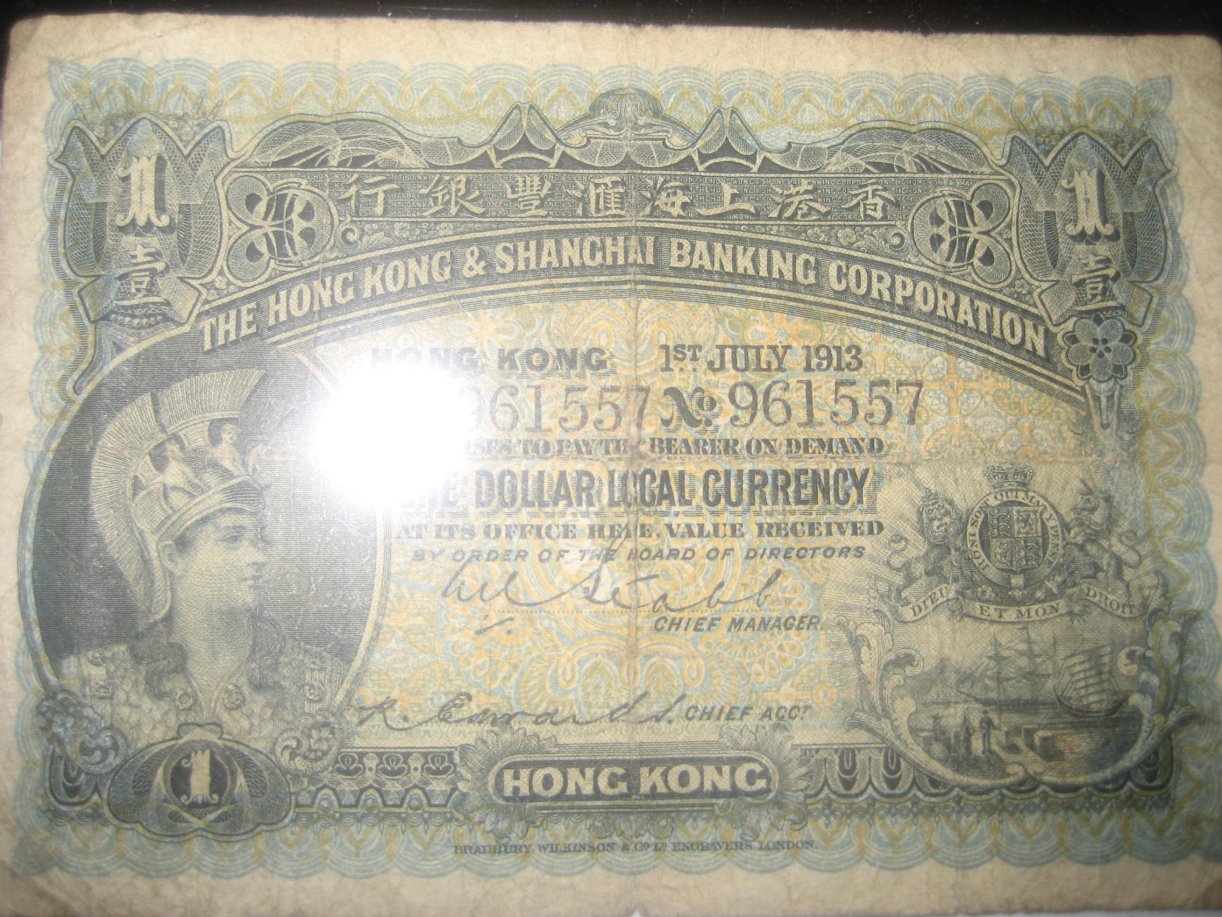 1 香港上海滙豐銀行 1
壹 壹
THE HONG KONG & SHANGHAI BANKING CORPORATION
HONG KONG 1ST JULY 1913
961557 No. 961557
BEARER ON DEMAND
DOLLAR LOCAL CURRENCY
AT ITS OFFICE HERE, VALUE RECEIVED
BY ORDER OF THE BOARD OF DIRECTORS
CHIEF MANAGER.
DIEU ET MON DROIT
CHIEF ACCT
1
HONG KONG
BRADBURY, WILKINSON & Co. Ld. ENGRAVERS, LONDON.